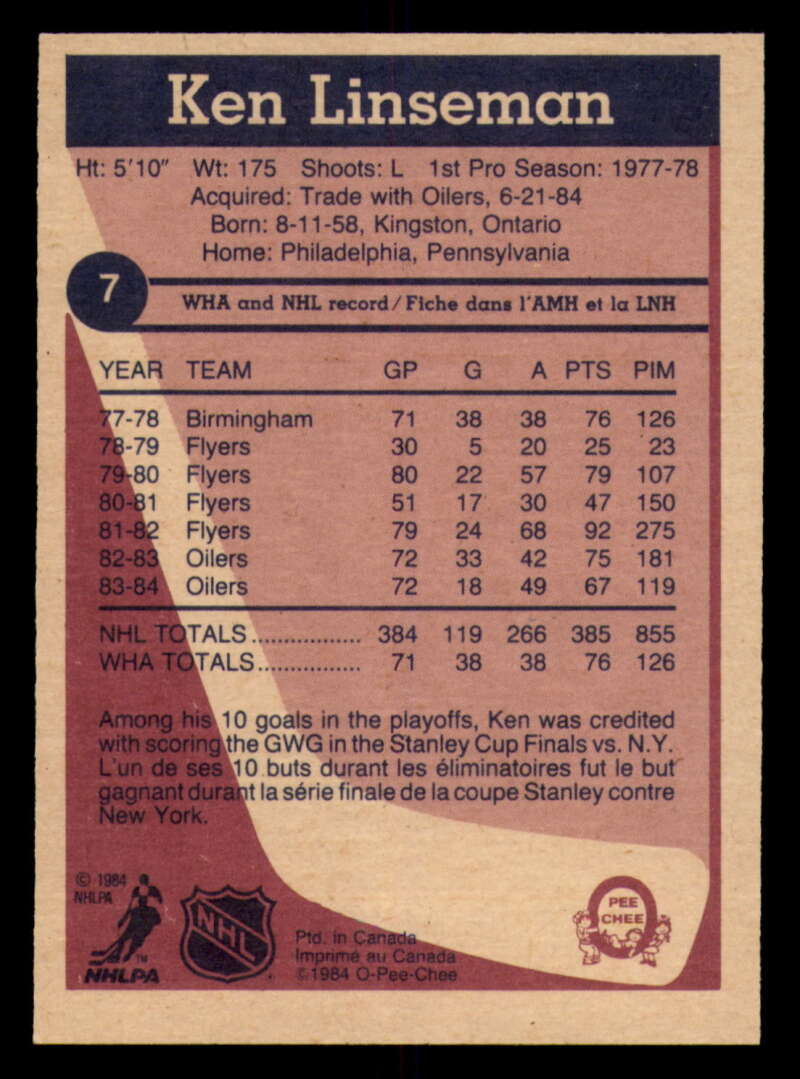 Ken Linseman
Ht: 5'10" Wt: 175 Shoots: L 1st Pro Season: 1977-78
Acquired: Trade with Oilers, 6-21-84
Born: 8-11-58, Kingston, Ontario
Home: Philadelphia, Pennsylvania
7
WHA and NHL record/Fiche dans l'AMH et la LNH
YEAR TEAM GP G A PTS PIM
77-78 Birmingham 71 38 38 76 126
78-79 Flyers 30 5 20 25 23
79-80 Flyers 80 22 57 79 107
80-81 Flyers 51 17 30 47 150
81-82 Flyers 79 24 68 92 275
82-83 Oilers 72 33 42 75 181
83-84 Oilers 72 18 49 67 119
NHL TOTALS................ 384 119 266 385 855
WHA TOTALS................ 71 38 38 76 126
Among his 10 goals in the playoffs, Ken was credited
with scoring the GWG in the Stanley Cup Finals vs. N.Y.
L'un de ses 10 buts durant les éliminatoires fut le but
gagnant durant la série finale de la coupe Stanley contre
New York.
© 1984
NHLPA
TM
NHLPA
NHL
Ptd. in Canada
Imprimé au Canada
©1984 O-Pee-Chee
PEE
CHEE